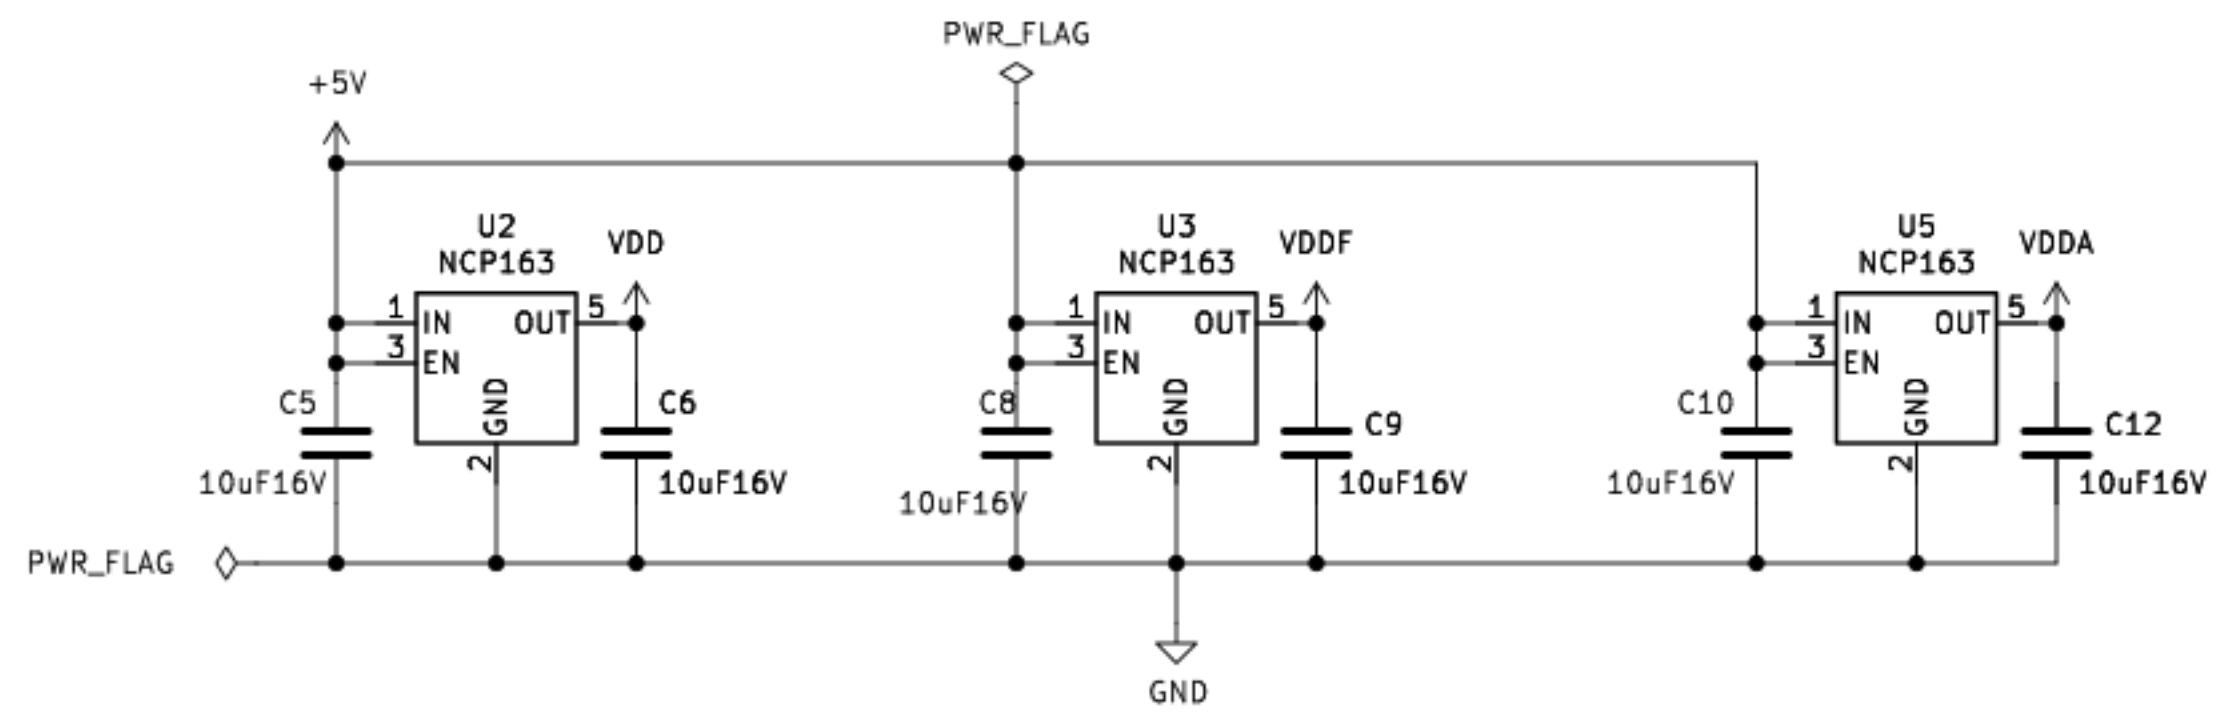 PWR_FLAG
+5V
U2
NCP163
VDD
1
IN
OUT
5
3
EN
GND
2
C5
10uF16V
C6
10uF16V
U3
NCP163
VDDF
1
IN
OUT
5
3
EN
GND
2
C8
10uF16V
C9
10uF16V
U5
NCP163
VDDA
1
IN
OUT
5
3
EN
GND
2
C10
10uF16V
C12
10uF16V
PWR_FLAG
GND